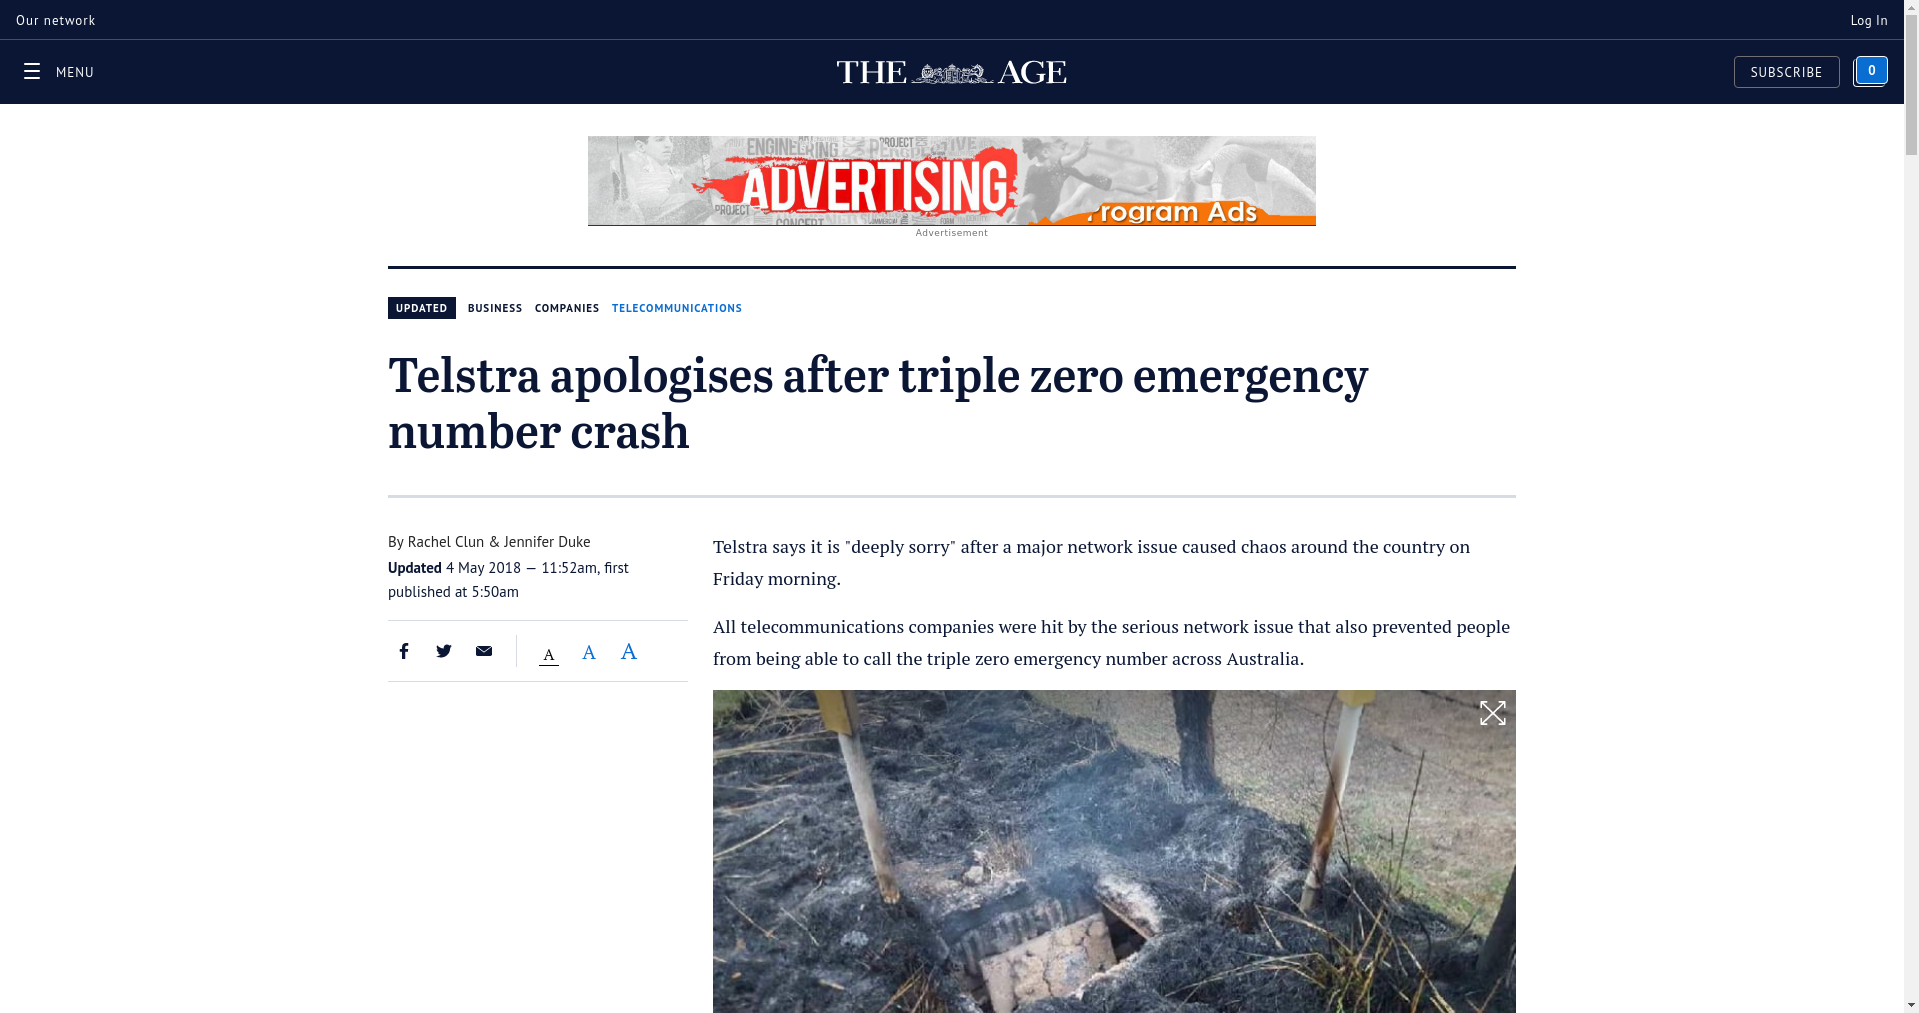 Our network
Log In
MENU
THE AGE
SUBSCRIBE
0
ENGINEERING
PROJECT
PERSPECTIVE
ADVERTISING
PROJECT
CONCEPT
COMMERCIAL
FORM
IDENTITY
Program Ads
Advertisement
UPDATED BUSINESS COMPANIES TELECOMMUNICATIONS
Telstra apologises after triple zero emergency
number crash
By Rachel Clun & Jennifer Duke
Updated 4 May 2018 — 11:52am, first
published at 5:50am
A A A
Telstra says it is "deeply sorry" after a major network issue caused chaos around the country on
Friday morning.
All telecommunications companies were hit by the serious network issue that also prevented people
from being able to call the triple zero emergency number across Australia.